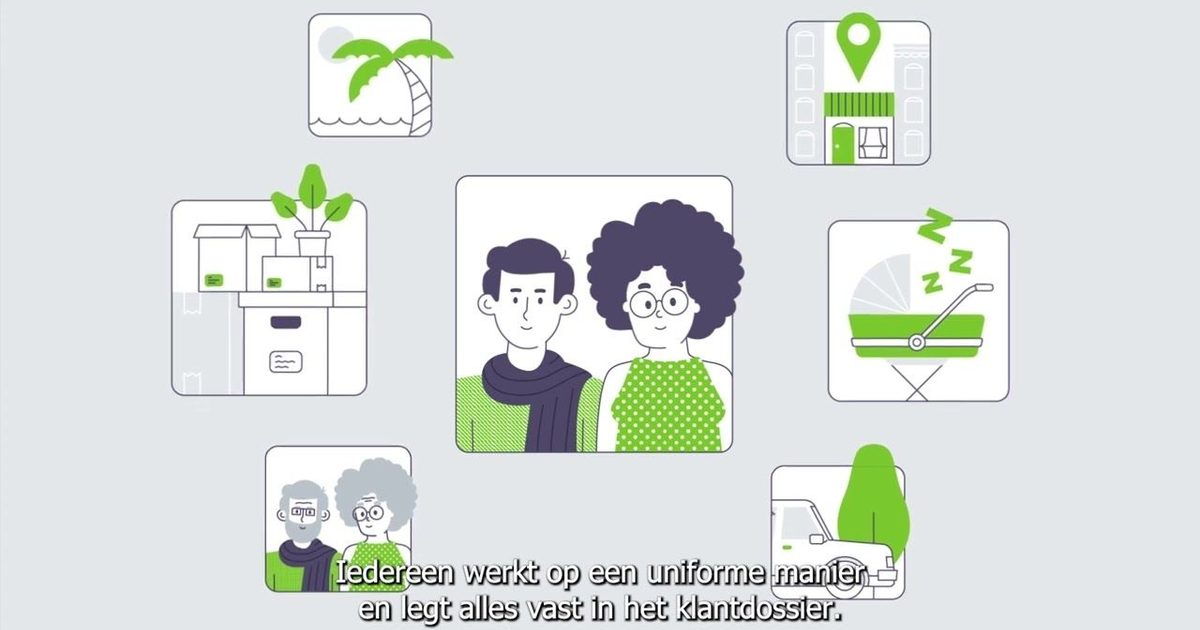 Z
Z
Z
Iedereen werkt op een uniforme manier
en legt alles vast in het klantdossier.